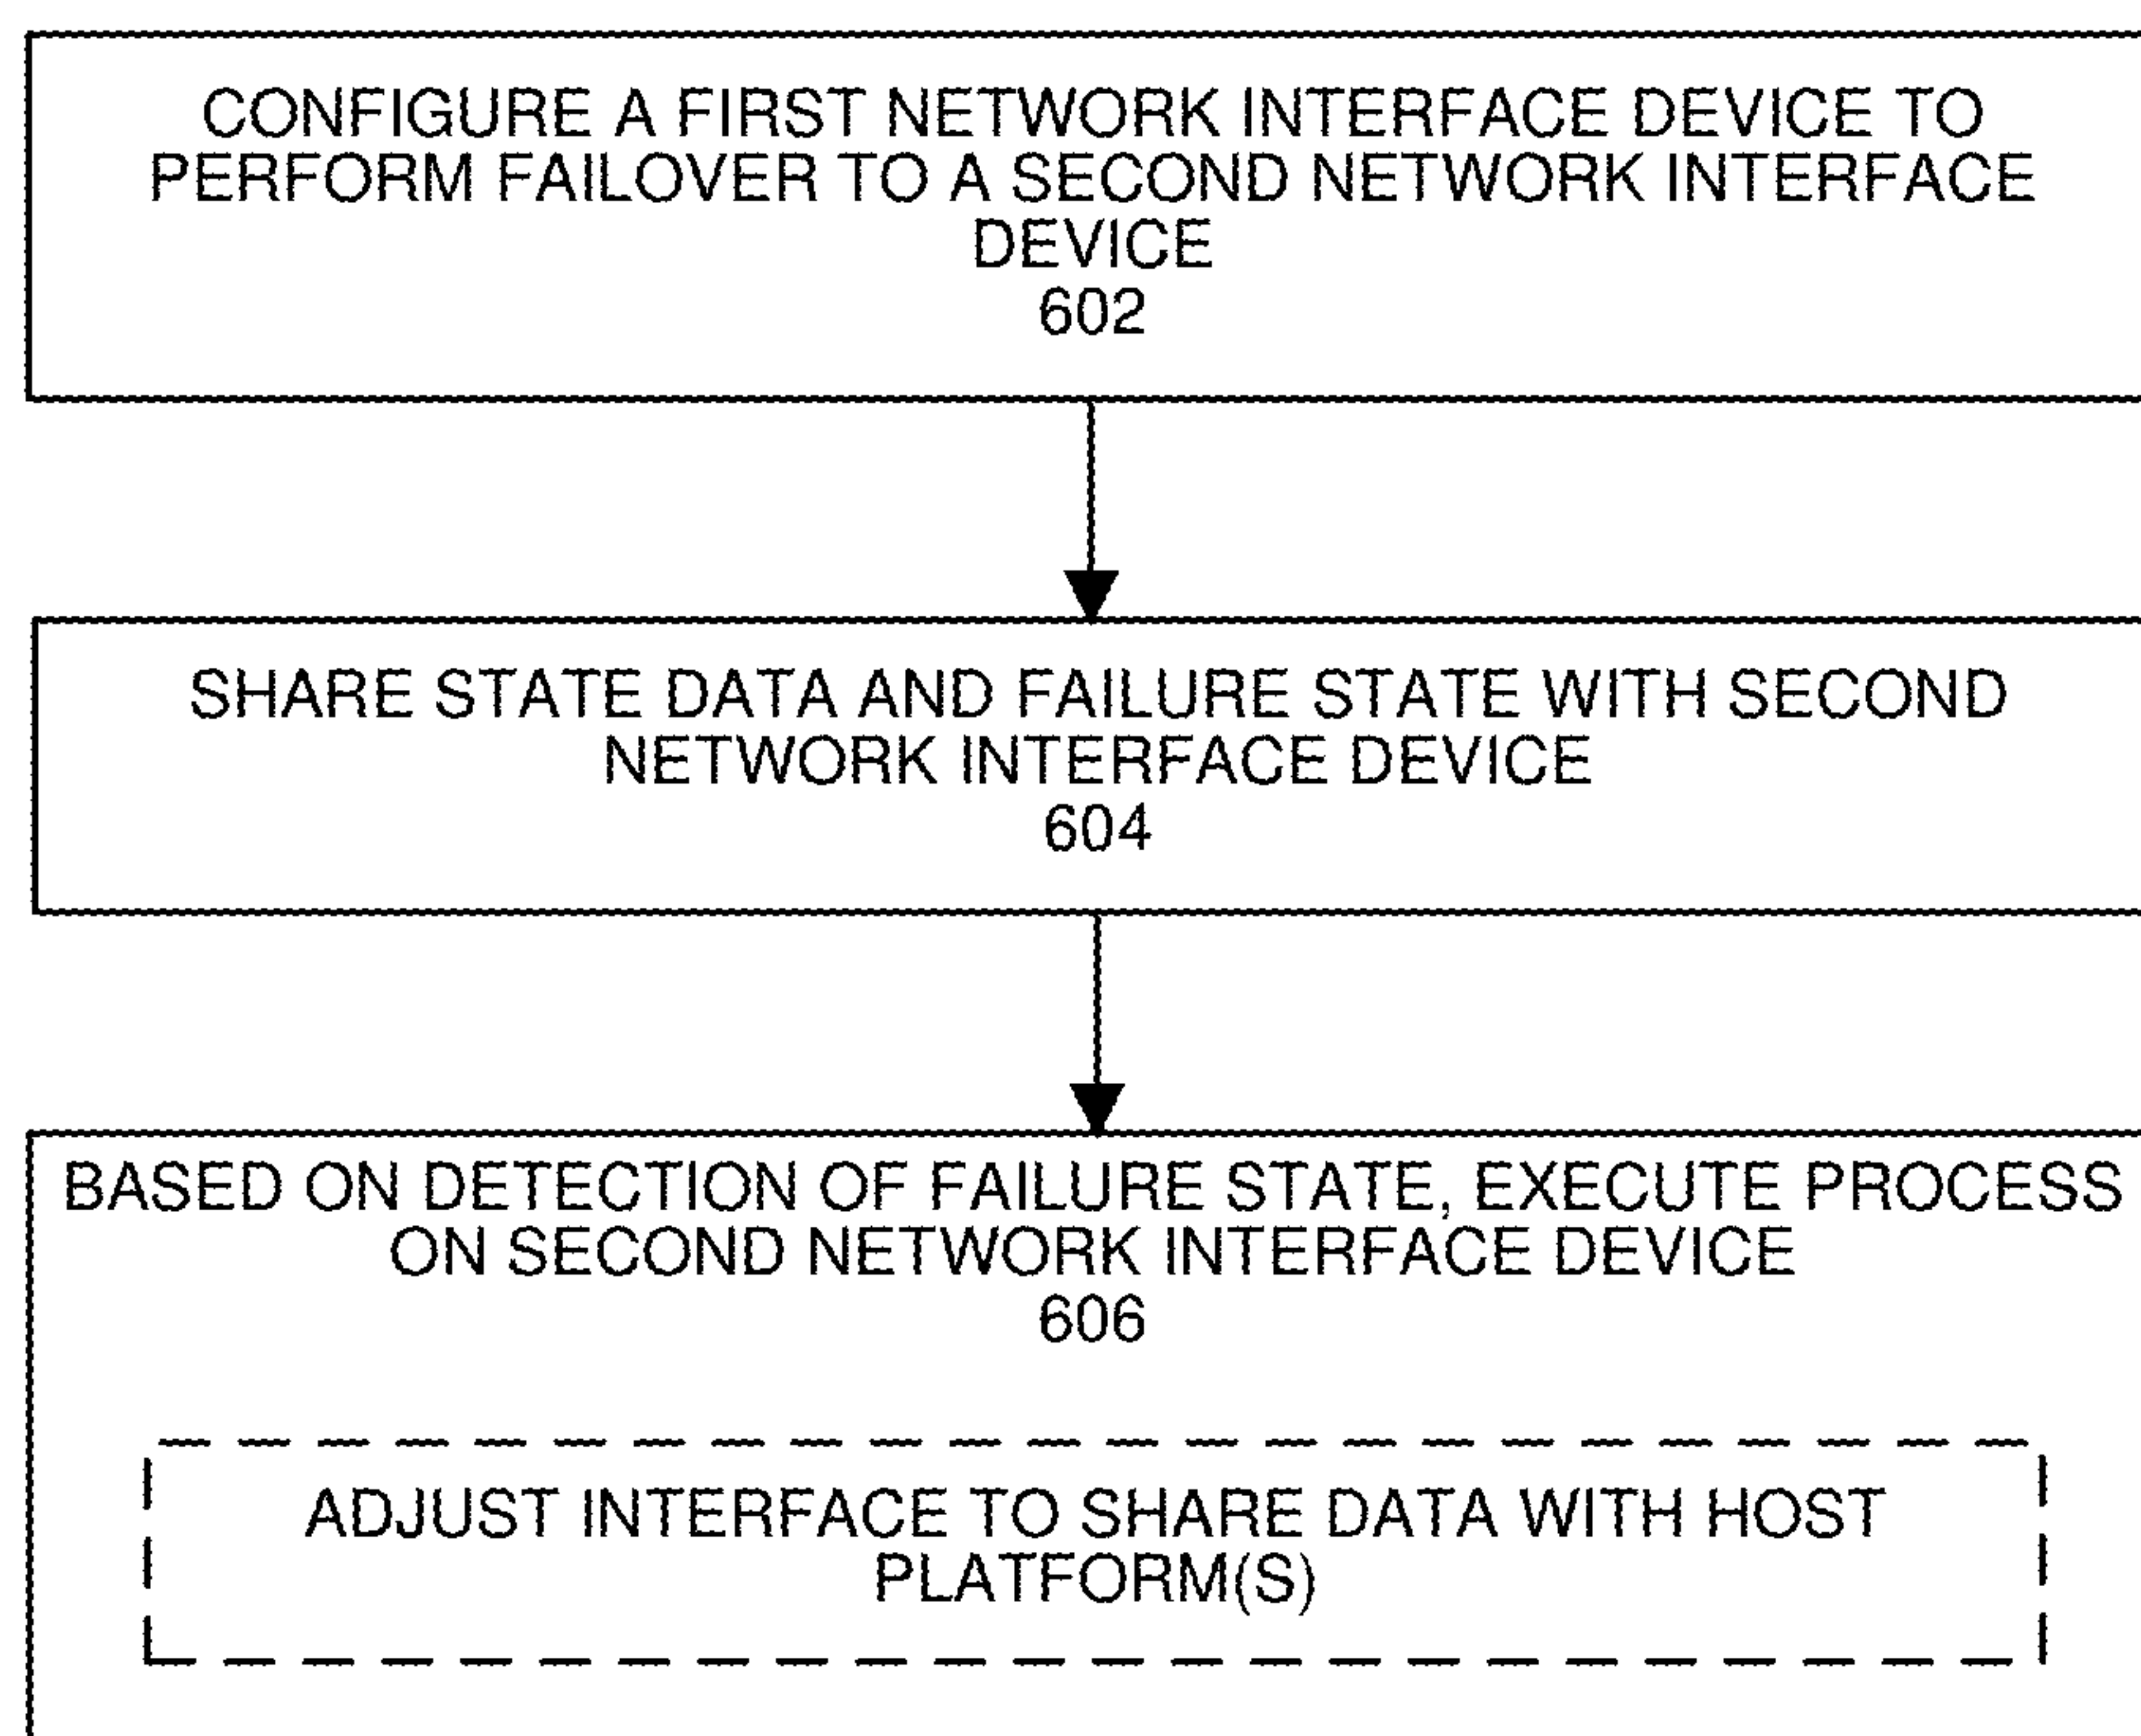 CONFIGURE A FIRST NETWORK INTERFACE DEVICE TO
PERFORM FAILOVER TO A SECOND NETWORK INTERFACE
DEVICE
602
SHARE STATE DATA AND FAILURE STATE WITH SECOND
NETWORK INTERFACE DEVICE
604
BASED ON DETECTION OF FAILURE STATE, EXECUTE PROCESS
ON SECOND NETWORK INTERFACE DEVICE
606
ADJUST INTERFACE TO SHARE DATA WITH HOST
PLATFORM(S)